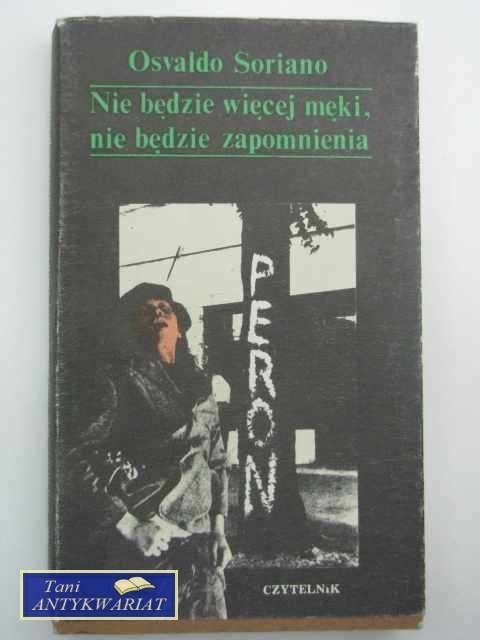 Osvaldo Soriano
Nie będzie więcej męki,
nie będzie zapomnienia
PERON
CZYTELNiK
Tani
ANTYKWARIAT